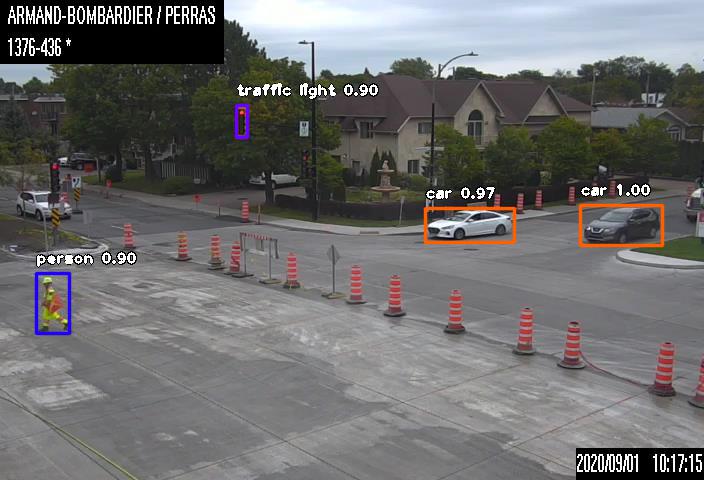 ARMAND-BOMBARDIER / PERRAS
1376-436 *
traffic light 0.90
car 0.97
car 1.00
person 0.90
2020/09/01 10:17:15